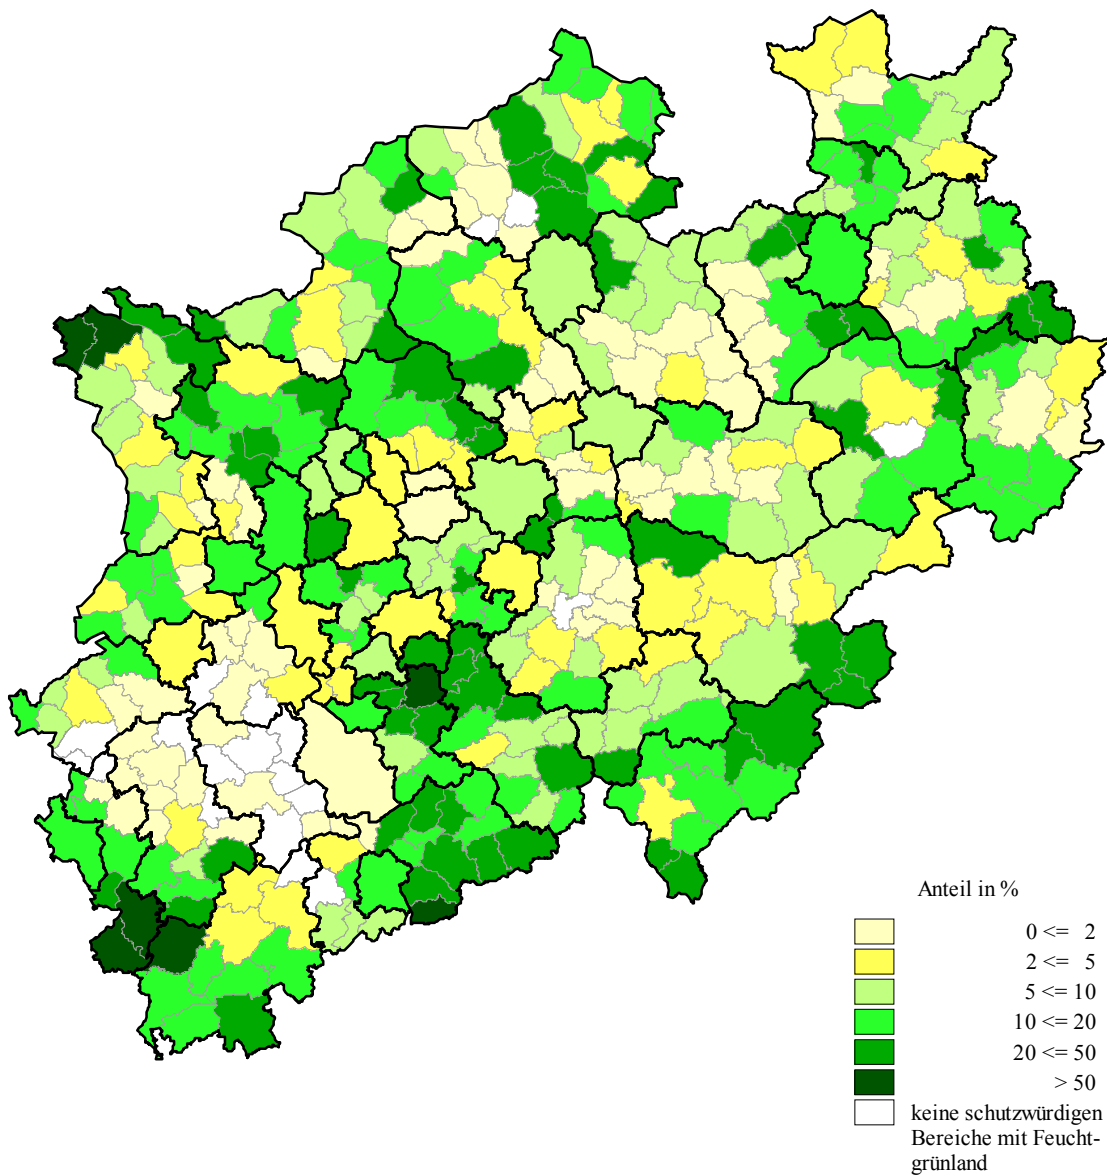 Anteil in %
0 <= 2
2 <= 5
5 <= 10
10 <= 20
20 <= 50
> 50
keine schutzwürdigen
Bereiche mit Feucht-
grünland